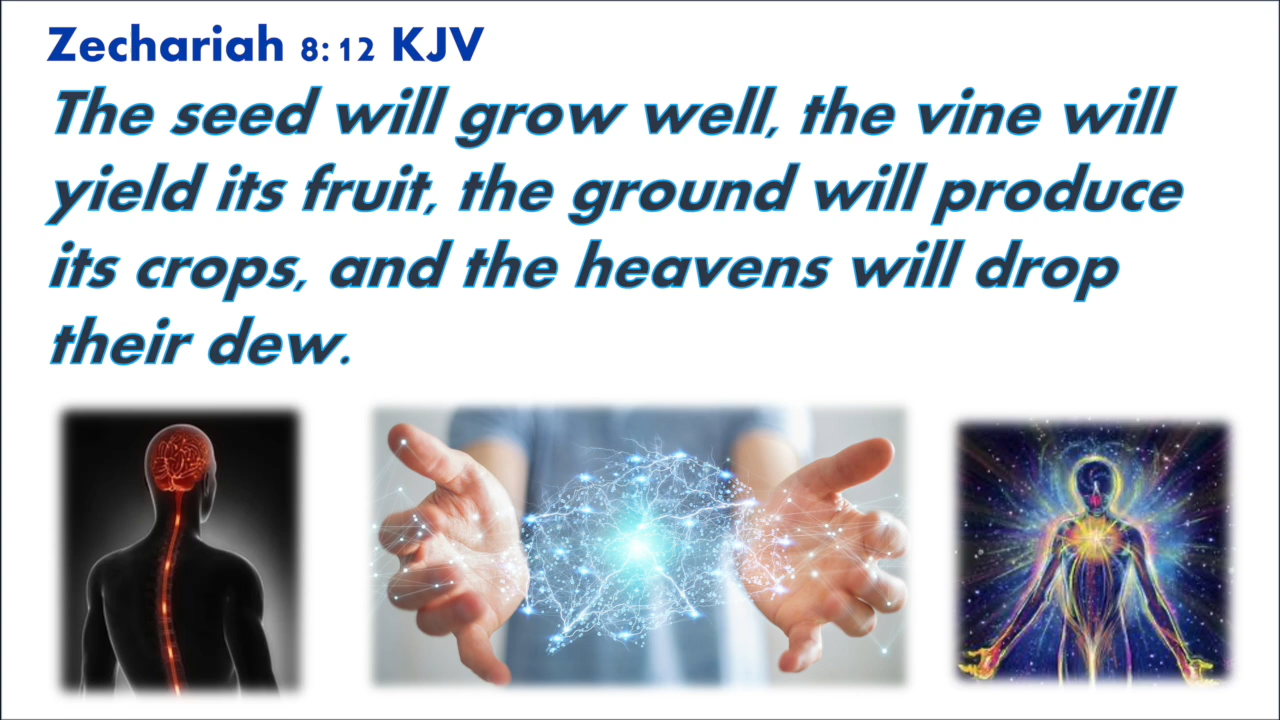 Zechariah 8:12 KJV
The seed will grow well, the vine will
yield its fruit, the ground will produce
its crops, and the heavens will drop
their dew.